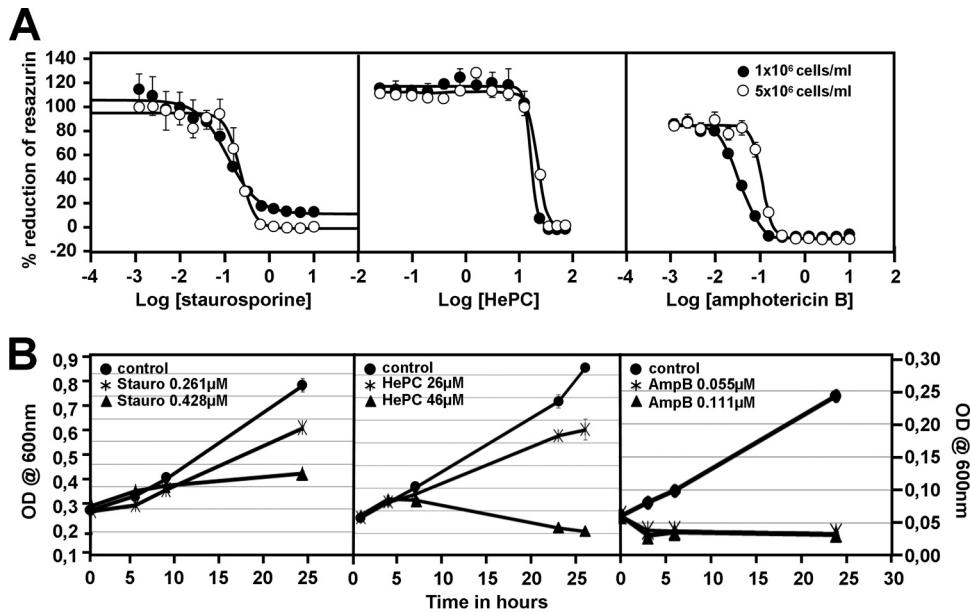 A
% reduction of resazurin
140
120
100
80
60
40
20
0
-20
1x10⁶ cells/ml
5x10⁶ cells/ml
-4 -3 -2 -1 0 1 -2 -1 0 1 2 -4 -3 -2 -1 0 1 2
Log [staurosporine] Log [HePC] Log [amphotericin B]
B
OD @ 600nm
0,9
0,8
0,7
0,6
0,5
0,4
0,3
0,2
0,1
control
Stauro 0.261µM
Stauro 0.428µM
control
HePC 26µM
HePC 46µM
control
AmpB 0.055µM
AmpB 0.111µM
0,30
0,25
0,20
0,15
0,10
0,05
0,00
OD @ 600nm
0 5 10 15 20 25 0 5 10 15 20 25 0 5 10 15 20 25 30
Time in hours